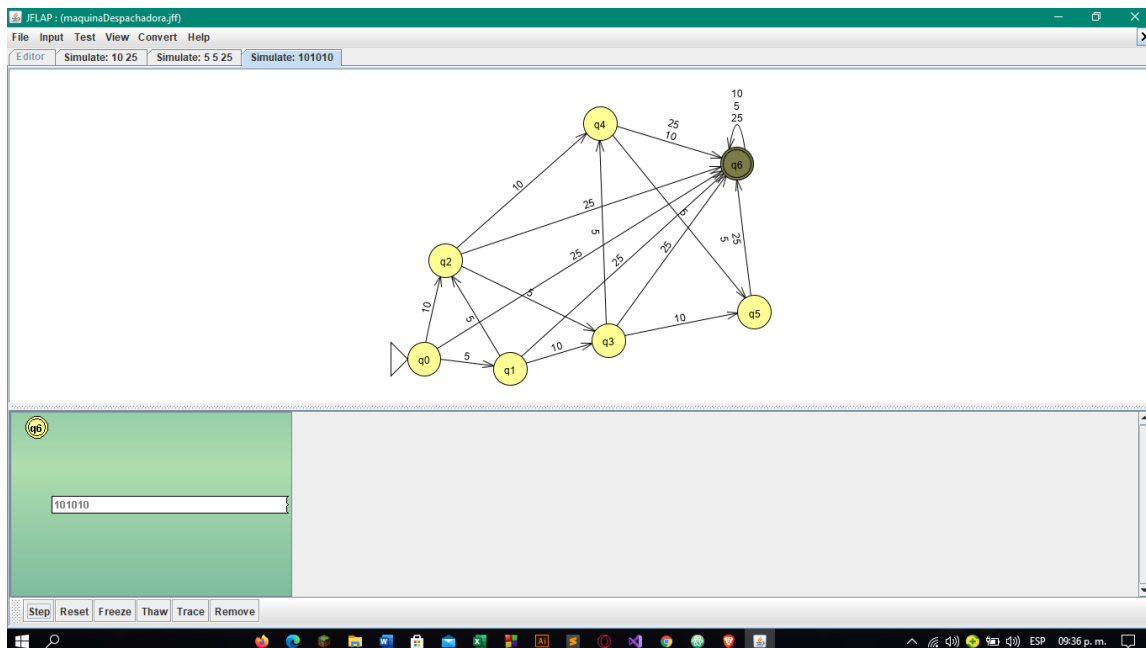 JFLAP : (maquinaDespachadora.jff)
File Input Test View Convert Help
Editor Simulate: 10 25 Simulate: 5 5 25 Simulate: 101010
10
5
25
q4
25
10
q6
10
25
5
5
25
5
q2
25
25
25
5
10
5
10
q5
q3
q0
5
10
q1
q6
101010
Step Reset Freeze Thaw Trace Remove
ESP 09:36 p. m.